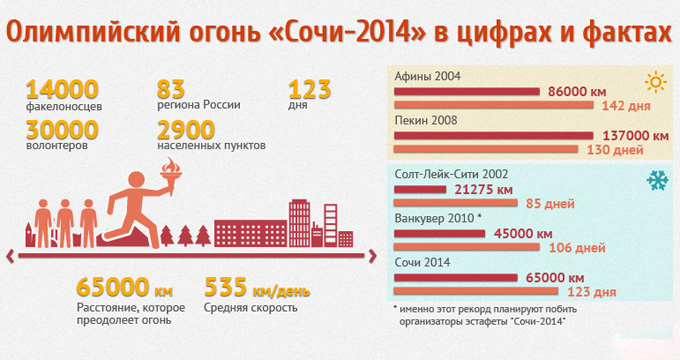 Олимпийский огонь «Сочи-2014» в цифрах и фактах
14000
факелоносцев
83
региона России
123
дня
30000
волонтеров
2900
населенных пунктов
65000 км
Расстояние, которое
преодолеет огонь
535 км/день
Средняя скорость
Афины 2004
86000 км
142 дня
Пекин 2008
137000 км
130 дней
Солт-Лейк-Сити 2002
21275 км
85 дней
Ванкувер 2010 *
45000 км
106 дней
Сочи 2014
65000 км
123 дня
* именно этот рекорд планируют побить
организаторы эстафеты "Сочи-2014"